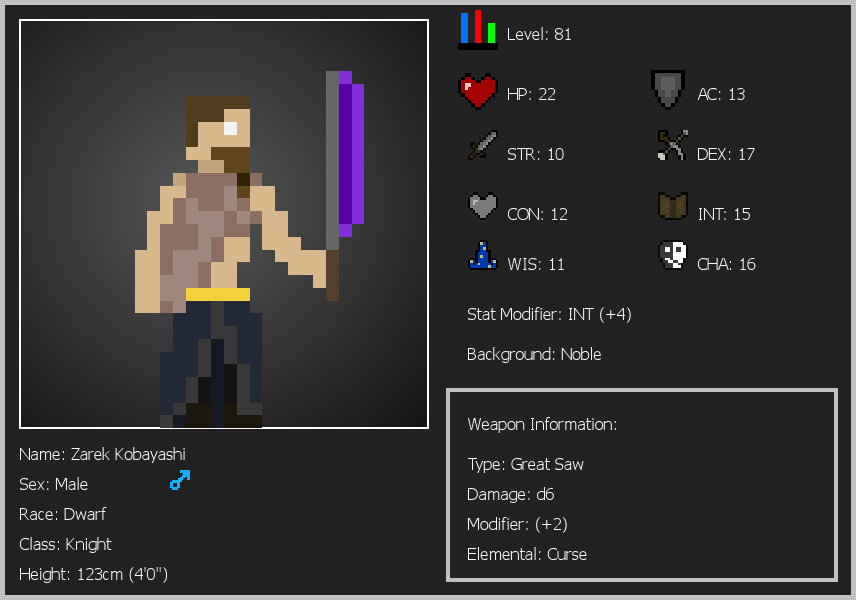 Level: 81
HP: 22
AC: 13
STR: 10
DEX: 17
CON: 12
INT: 15
WIS: 11
CHA: 16
Stat Modifier: INT (+4)
Background: Noble
Weapon Information:
Type: Great Saw
Damage: d6
Modifier: (+2)
Elemental: Curse
Name: Zarek Kobayashi
Sex: Male
Race: Dwarf
Class: Knight
Height: 123cm (4'0")